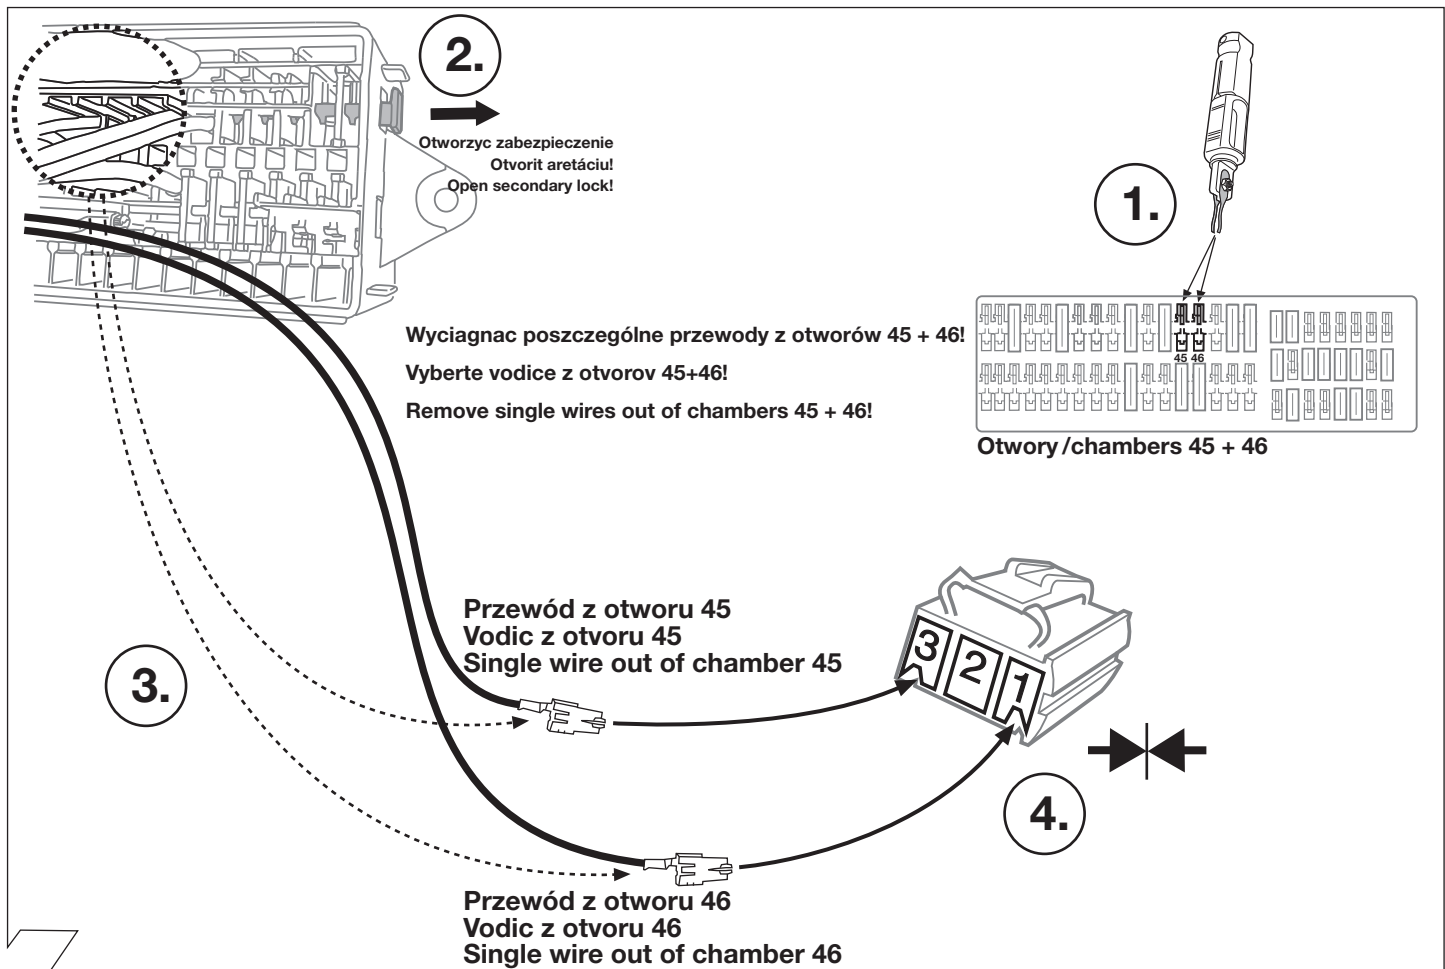 2.
Otworzyc zabezpieczenie
Otvorit aretáciu!
Open secondary lock!
1.
45 46
Otwory/chambers 45 + 46
Wyciagnac poszczególne przewody z otworów 45 + 46!
Vyberte vodice z otvorov 45+46!
Remove single wires out of chambers 45 + 46!
3.
Przewód z otworu 45
Vodic z otvoru 45
Single wire out of chamber 45
3 2 1
4.
Przewód z otworu 46
Vodic z otvoru 46
Single wire out of chamber 46